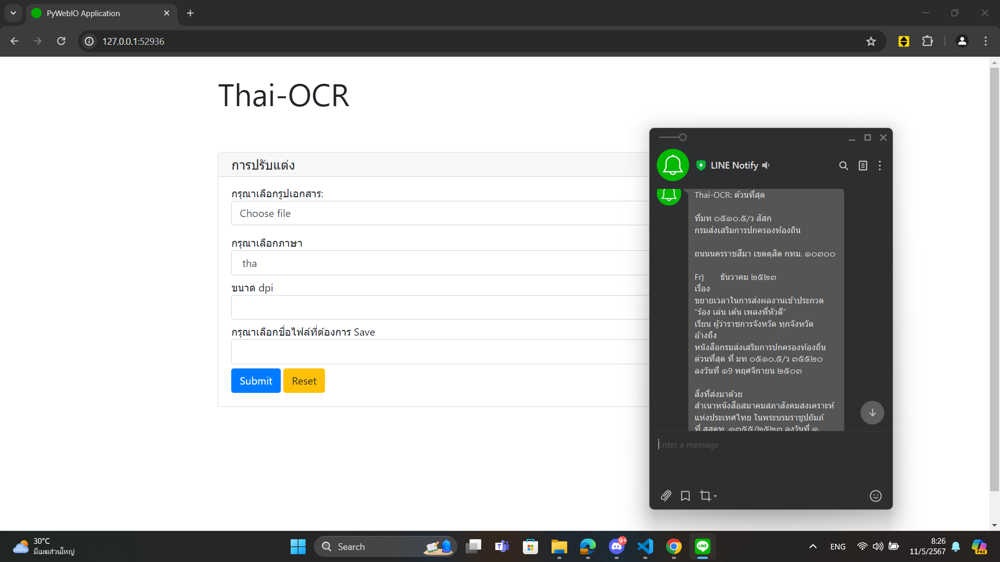 PyWebIO Application
127.0.0.1:52936
Thai-OCR
การปรับแต่ง
กรุณาเลือกรูปเอกสาร:
Choose file
กรุณาเลือกภาษา
tha
ขนาด dpi
กรุณาเลือกชื่อไฟล์ที่ต้องการ Save
Submit Reset
LINE Notify
Thai-OCR: ด้วนที่สุด
ที่มท ๐๕๑๐.๕/ว สัสก
กรมส่งเสริมการปกครองท้องถิน
ถนนนครราชสีมา เขตดุสิต กทม. ๑๐๓๐๐
Fr} ธันวาคม ๒๕๒๓
เรื่อง
ขยายเวลาในการส่งผลงานเข้าประกวด
“ร้อง เล่น เต้น เพลงพี่หัวดี”
เรียน ผู้ว่าราชการจังหวัด ทุกจังหวัด
อ้างถึง
หนังสือกรมส่งเสริมการปกครองท้องถิ่น
ด่วนที่สุด ที่ มท ๐๕๑๐.๕/ว ๓๕๕๒๐
ลงวันที่ ๑9 พฤศจิกายน ๒๕๐๓
สิ่งที่ส่งมาด้วย
สำเนาหนังสือสมาคมสภาสังคมสงเคราะห์
แห่งประเทศไทย ในพระบรมราชูปถัมภ์
ที่ สสคท. ๑๓๕๕/๒๕๒๓ ลงวันที่ ๑
Enter a message
30°C
มีเมฆส่วนใหญ่
Search
9+
LINE
ENG
8:26
11/5/2567
PRE